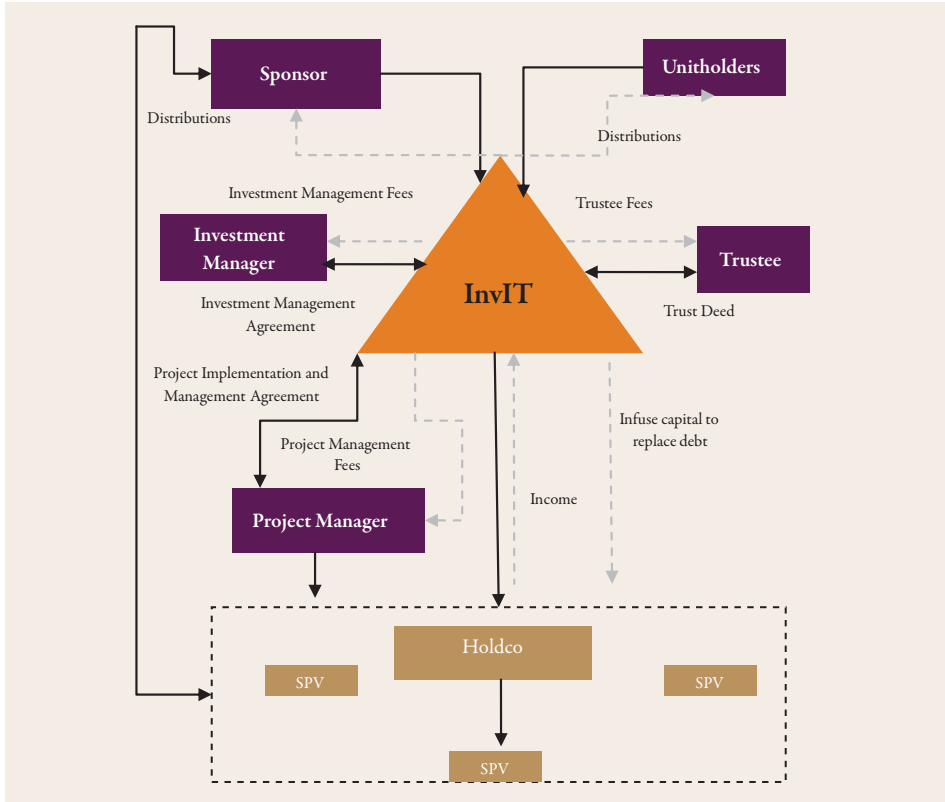 Sponsor
Unitholders
Distributions
Distributions
Investment Management Fees
Trustee Fees
Investment
Manager
Trustee
InvIT
Investment Management
Agreement
Trust Deed
Project Implementation and
Management Agreement
Infuse capital to
replace debt
Project Management
Fees
Income
Project Manager
Holdco
SPV
SPV
SPV